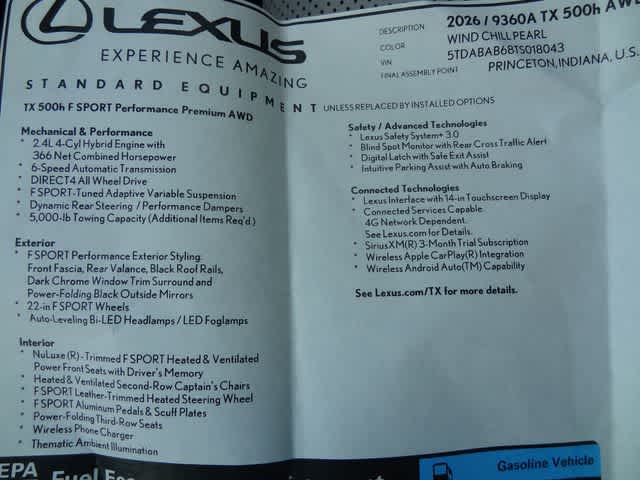 LEXUS
EXPERIENCE AMAZING
DESCRIPTION 2026 / 9360A TX 500h AWD
COLOR WIND CHILL PEARL
VIN 5TDABAB6BTS018043
FINAL ASSEMBLY POINT PRINCETON, INDIANA, U.S.
STANDARD EQUIPMENT UNLESS REPLACED BY INSTALLED OPTIONS
TX 500h F SPORT Performance Premium AWD
Mechanical & Performance
* 2.4L 4-Cyl Hybrid Engine with
366 Net Combined Horsepower
* 6-Speed Automatic Transmission
* DIRECT4 All Wheel Drive
* F SPORT-Tuned Adaptive Variable Suspension
* Dynamic Rear Steering / Performance Dampers
* 5,000-lb Towing Capacity (Additional Items Req'd.)
Exterior
* F SPORT Performance Exterior Styling:
Front Fascia, Rear Valance, Black Roof Rails,
Dark Chrome Window Trim Surround and
Power-Folding Black Outside Mirrors
* 22-in F SPORT Wheels
* Auto-Leveling Bi-LED Headlamps / LED Foglamps
Interior
* NuLuxe(R)-Trimmed F SPORT Heated & Ventilated
Power Front Seats with Driver's Memory
* Heated & Ventilated Second-Row Captain's Chairs
* F SPORT Leather-Trimmed Heated Steering Wheel
* F SPORT Aluminum Pedals & Scuff Plates
* Power-Folding Third-Row Seats
* Wireless Phone Charger
* Thematic Ambient Illumination
Safety / Advanced Technologies
* Lexus Safety System+ 3.0
* Blind Spot Monitor with Rear Cross Traffic Alert
* Digital Latch with Safe Exit Assist
* Intuitive Parking Assist with Auto Braking
Connected Technologies
* Lexus Interface with 14-in Touchscreen Display
* Connected Services Capable.
4G Network Dependent.
See Lexus.com for Details.
* SiriusXM(R) 3-Month Trial Subscription
* Wireless Apple CarPlay(R) Integration
* Wireless Android Auto(TM) Capability
See Lexus.com/TX for more details.
EPA
Gasoline Vehicle